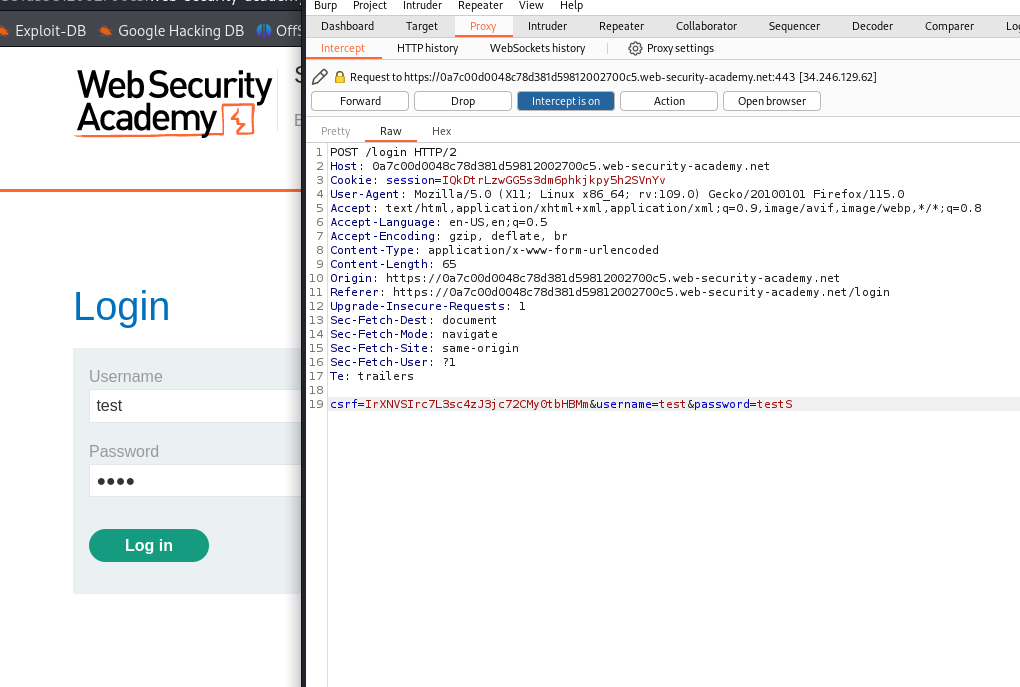 Exploit-DB Google Hacking DB OffS
Web Security
Academy
Login
Username
test
Password
Log in
Burp Project Intruder Repeater View Help
Dashboard Target Proxy Intruder Repeater Collaborator Sequencer Decoder Comparer Lo
Intercept HTTP history WebSockets history Proxy settings
Request to https://0a7c00d0048c78d381d59812002700c5.web-security-academy.net:443 [34.246.129.62]
Forward Drop Intercept is on Action Open browser
Pretty Raw Hex
1 POST /login HTTP/2
2 Host: 0a7c00d0048c78d381d59812002700c5.web-security-academy.net
3 Cookie: session=IQkDtrLzwGG5s3dm6phkjkpy5h2SVnYv
4 User-Agent: Mozilla/5.0 (X11; Linux x86_64; rv:109.0) Gecko/20100101 Firefox/115.0
5 Accept: text/html,application/xhtml+xml,application/xml;q=0.9,image/avif,image/webp,*/*;q=0.8
6 Accept-Language: en-US,en;q=0.5
7 Accept-Encoding: gzip, deflate, br
8 Content-Type: application/x-www-form-urlencoded
9 Content-Length: 65
10 Origin: https://0a7c00d0048c78d381d59812002700c5.web-security-academy.net
11 Referer: https://0a7c00d0048c78d381d59812002700c5.web-security-academy.net/login
12 Upgrade-Insecure-Requests: 1
13 Sec-Fetch-Dest: document
14 Sec-Fetch-Mode: navigate
15 Sec-Fetch-Site: same-origin
16 Sec-Fetch-User: ?1
17 Te: trailers
18
19 csrf=IrXNVSIrc7L3sc4zJ3jc72CMy0tbHBMm&username=test&password=testS